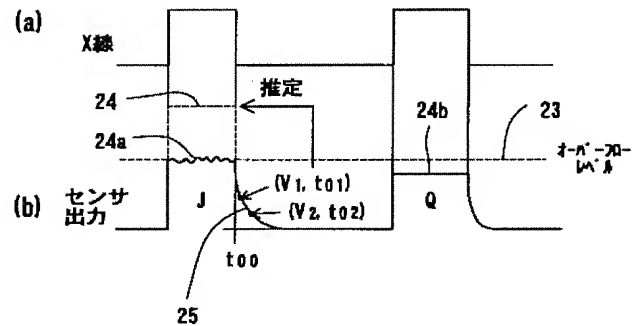 (a)
X線
24
推定
24b
23
24a
オーバーフロー
レベル
(V1, t01)
(b)
センサ
出力
J
(V2, t02)
Q
t00
25